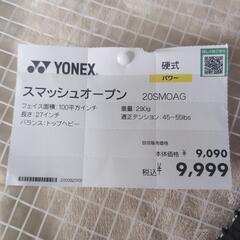 YONEX
硬式
パワー
スマッシュオープン 20SMOAG
フェイス面積:100平方インチ 重量:290g
長さ:27インチ 適正テンション:45~55lbs
バランス:トップヘビー
本体価格 ¥ 9,090
税込 ¥ 9,999